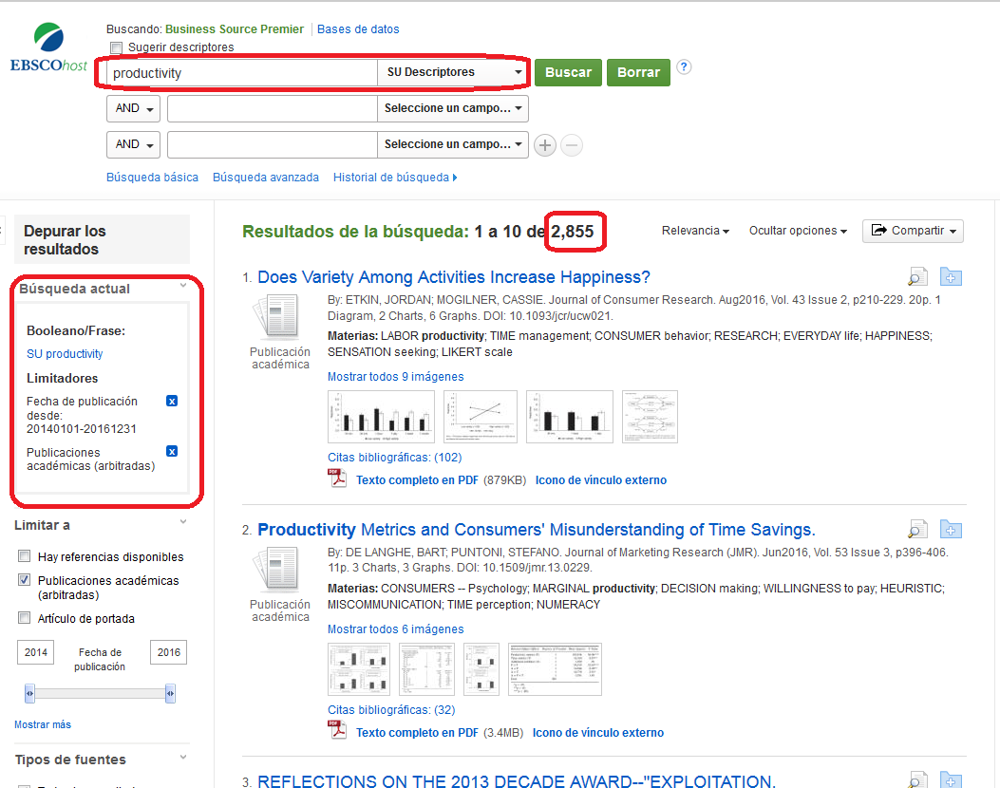 Buscando: Business Source Premier Bases de datos
Sugerir descriptores
EBSCOhost
productivity SU Descriptores Buscar Borrar ?
AND Seleccione un campo...
AND Seleccione un campo...
Búsqueda básica Búsqueda avanzada Historial de búsqueda
Depurar los
resultados
Búsqueda actual
Booleano/Frase:
SU productivity
Limitadores
Fecha de publicación
desde:
20140101-20161231
Publicaciones
académicas (arbitradas)
Limitar a
Hay referencias disponibles
Publicaciones académicas
(arbitradas)
Artículo de portada
2014 Fecha de 2016
publicación
Mostrar más
Tipos de fuentes
Resultados de la búsqueda: 1 a 10 de 2,855
Relevancia Ocultar opciones Compartir
1. Does Variety Among Activities Increase Happiness?
By: ETKIN, JORDAN; MOGILNER, CASSIE. Journal of Consumer Research. Aug2016, Vol. 43 Issue 2, p210-229. 20p. 1
Diagram, 2 Charts, 6 Graphs. DOI: 10.1093/jcr/ucw021.
Publicación
académica
Materias: LABOR productivity; TIME management; CONSUMER behavior; RESEARCH; EVERYDAY life; HAPPINESS;
SENSATION seeking; LIKERT scale
Mostrar todos 9 imágenes
Citas bibliográficas: (102)
PDF Texto completo en PDF (879KB) Icono de vínculo externo
2. Productivity Metrics and Consumers' Misunderstanding of Time Savings.
By: DE LANGHE, BART; PUNTONI, STEFANO. Journal of Marketing Research (JMR). Jun2016, Vol. 53 Issue 3, p396-406.
11p. 3 Charts, 3 Graphs. DOI: 10.1509/jmr.13.0229.
Publicación
académica
Materias: CONSUMERS -- Psychology; MARGINAL productivity; DECISION making; WILLINGNESS to pay; HEURISTIC;
MISCOMMUNICATION; TIME perception; NUMERACY
Mostrar todos 6 imágenes
Citas bibliográficas: (32)
PDF Texto completo en PDF (3.4MB) Icono de vínculo externo
3. REFLECTIONS ON THE 2013 DECADE AWARD--"EXPLOITATION,